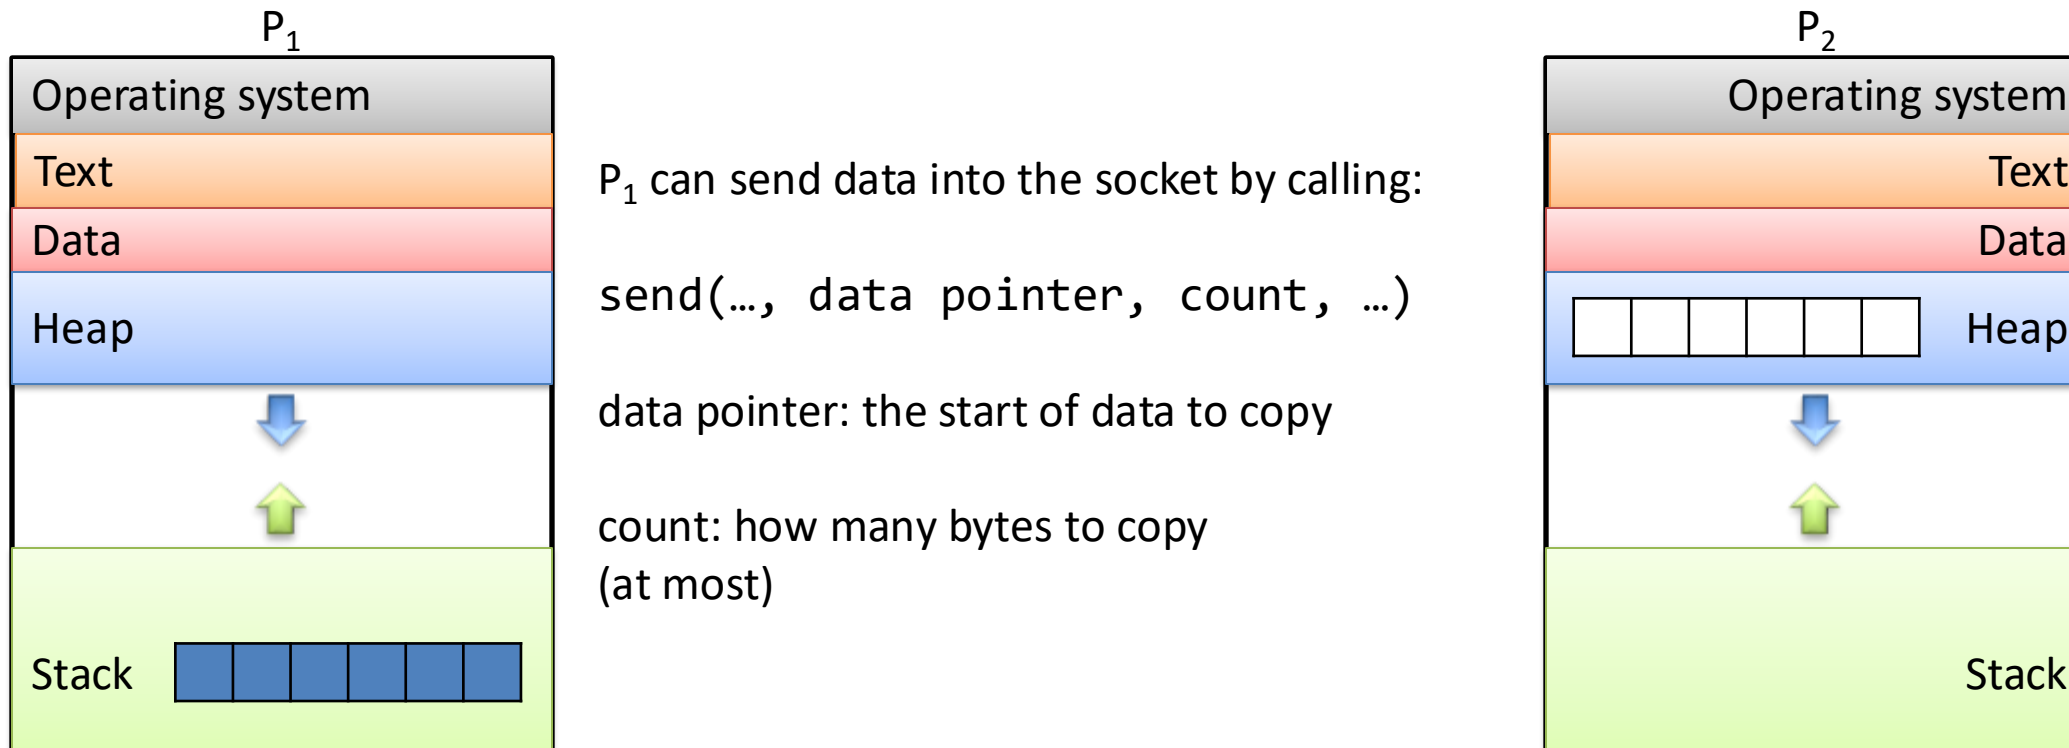 P₁
Operating system
Text
Data
Heap
Stack
P₁ can send data into the socket by calling:
send(…, data pointer, count, …)
data pointer: the start of data to copy
count: how many bytes to copy
(at most)
P₂
Operating system
Text
Data
Heap
Stack